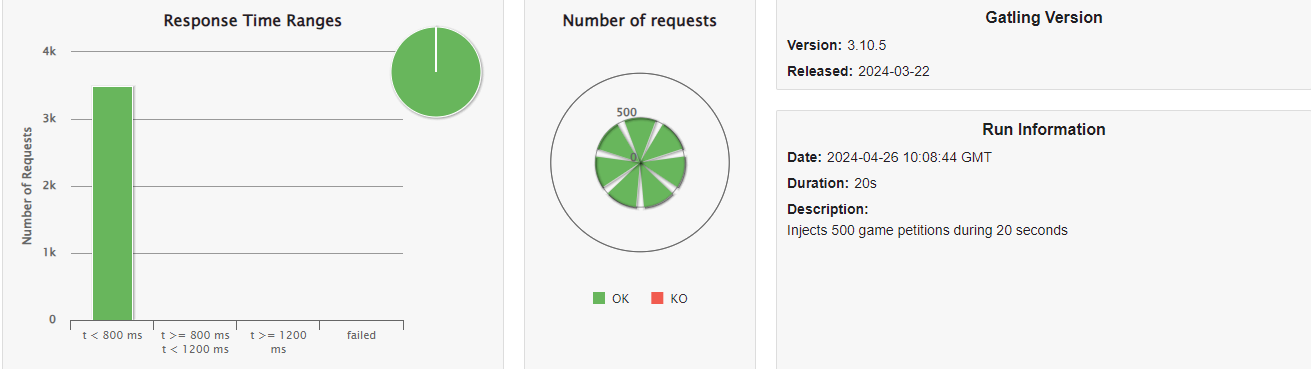 Response Time Ranges
Number of Requests
4k
3k
2k
1k
0
t < 800 ms
t >= 800 ms
t < 1200 ms
t >= 1200
ms
failed
Number of requests
500
0
OK
KO
Gatling Version
Version: 3.10.5
Released: 2024-03-22
Run Information
Date: 2024-04-26 10:08:44 GMT
Duration: 20s
Description:
Injects 500 game petitions during 20 seconds